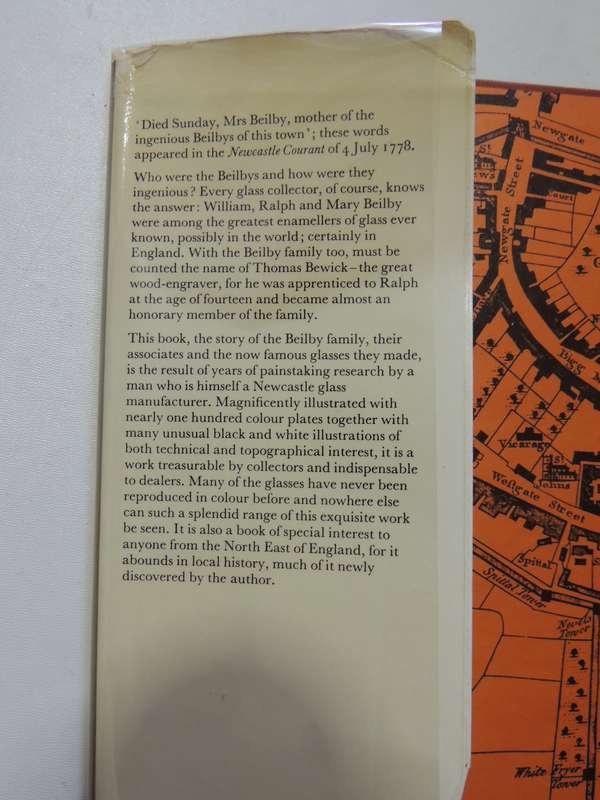 ‘Died Sunday, Mrs Beilby, mother of the
ingenious Beilbys of this town’; these words
appeared in the Newcastle Courant of 4 July 1778.
Who were the Beilbys and how were they
ingenious? Every glass collector, of course, knows
the answer: William, Ralph and Mary Beilby
were among the greatest enamellers of glass ever
known, possibly in the world; certainly in
England. With the Beilby family too, must be
counted the name of Thomas Bewick–the great
wood-engraver, for he was apprenticed to Ralph
at the age of fourteen and became almost an
honorary member of the family.
This book, the story of the Beilby family, their
associates and the now famous glasses they made,
is the result of years of painstaking research by a
man who is himself a Newcastle glass
manufacturer. Magnificently illustrated with
nearly one hundred colour plates together with
many unusual black and white illustrations of
both technical and topographical interest, it is a
work treasurable by collectors and indispensable
to dealers. Many of the glasses have never been
reproduced in colour before and nowhere else
can such a splendid range of this exquisite work
be seen. It is also a book of special interest to
anyone from the North East of England, for it
abounds in local history, much of it newly
discovered by the author.
Newgate
St
Court
Newgate Street
Bigg
Vicarage
St
Johns
Westgate Street
Spittal
Spittal Tower
Nevels
Tower
White Fryer
Tower